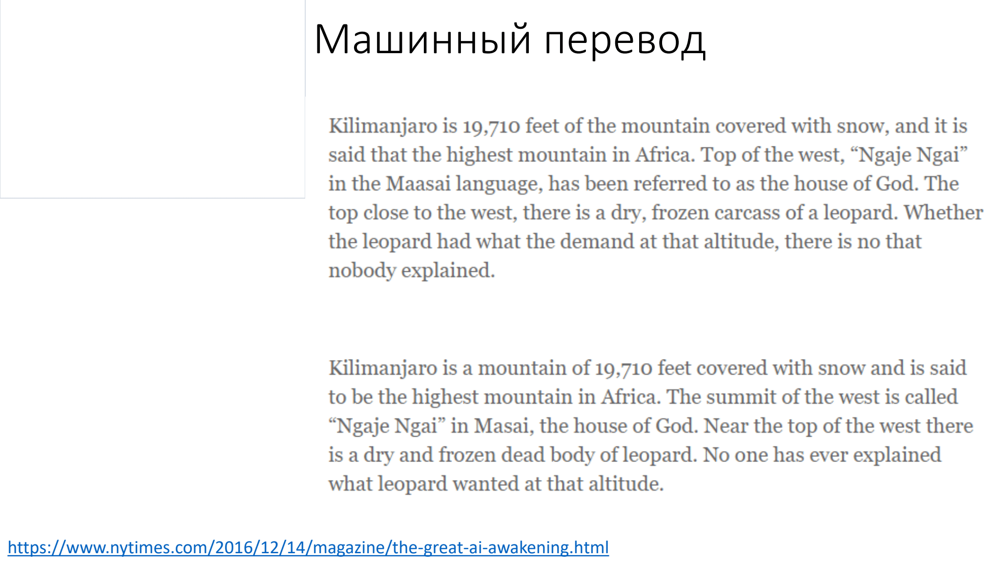 Машинный перевод
Kilimanjaro is 19,710 feet of the mountain covered with snow, and it is
said that the highest mountain in Africa. Top of the west, “Ngaje Ngai”
in the Maasai language, has been referred to as the house of God. The
top close to the west, there is a dry, frozen carcass of a leopard. Whether
the leopard had what the demand at that altitude, there is no that
nobody explained.
Kilimanjaro is a mountain of 19,710 feet covered with snow and is said
to be the highest mountain in Africa. The summit of the west is called
“Ngaje Ngai” in Masai, the house of God. Near the top of the west there
is a dry and frozen dead body of leopard. No one has ever explained
what leopard wanted at that altitude.
https://www.nytimes.com/2016/12/14/magazine/the-great-ai-awakening.html